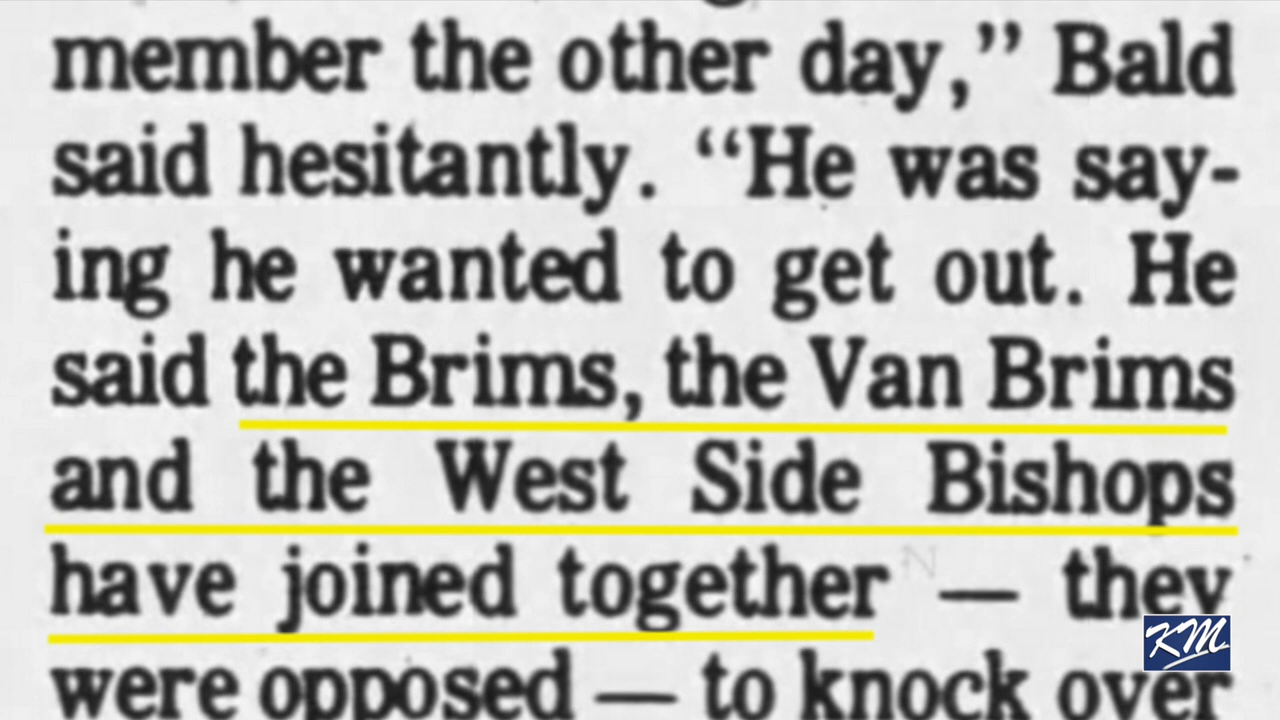 member the other day,” Bald
said hesitantly. “He was say-
ing he wanted to get out. He
said the Brims, the Van Brims
and the West Side Bishops
have joined together — they
were opposed — to knock over
KM